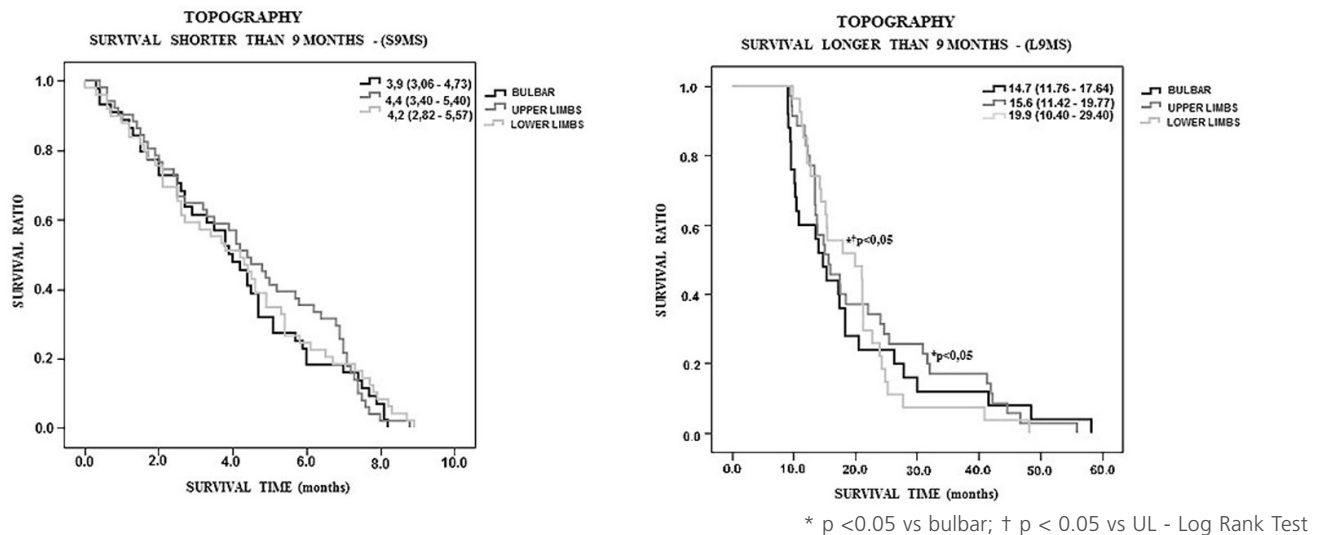 TOPOGRAPHY
SURVIVAL SHORTER THAN 9 MONTHS - (S9MS)
3,9 (3,06 - 4,73)
4,4 (3,40 - 5,40)
4,2 (2,82 - 5,57)
BULBAR
UPPER LIMBS
LOWER LIMBS
SURVIVAL RATIO
1.0
0.8
0.6
0.4
0.2
0.0
0.0 2.0 4.0 6.0 8.0 10.0
SURVIVAL TIME (months)
TOPOGRAPHY
SURVIVAL LONGER THAN 9 MONTHS - (L9MS)
14.7 (11.76 - 17.64)
15.6 (11.42 - 19.77)
19.9 (10.40 - 29.40)
BULBAR
UPPER LIMBS
LOWER LIMBS
SURVIVAL RATIO
1.0
0.8
0.6
0.4
0.2
0.0
*†p<0,05
*p<0,05
0.0 10.0 20.0 30.0 40.0 50.0 60.0
SURVIVAL TIME (months)
* p <0.05 vs bulbar; † p < 0.05 vs UL - Log Rank Test